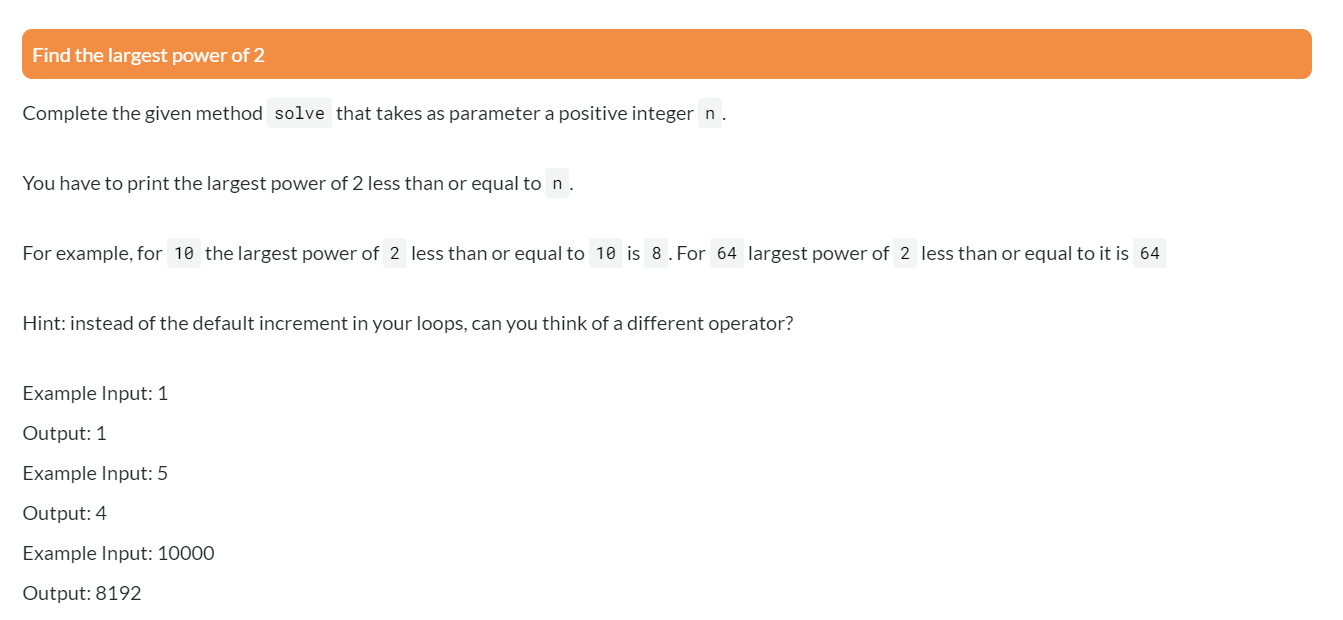 Find the largest power of 2
Complete the given method solve that takes as parameter a positive integer n.
You have to print the largest power of 2 less than or equal to n.
For example, for 10 the largest power of 2 less than or equal to 10 is 8. For 64 largest power of 2 less than or equal to it is 64
Hint: instead of the default increment in your loops, can you think of a different operator?
Example Input: 1
Output: 1
Example Input: 5
Output: 4
Example Input: 10000
Output: 8192